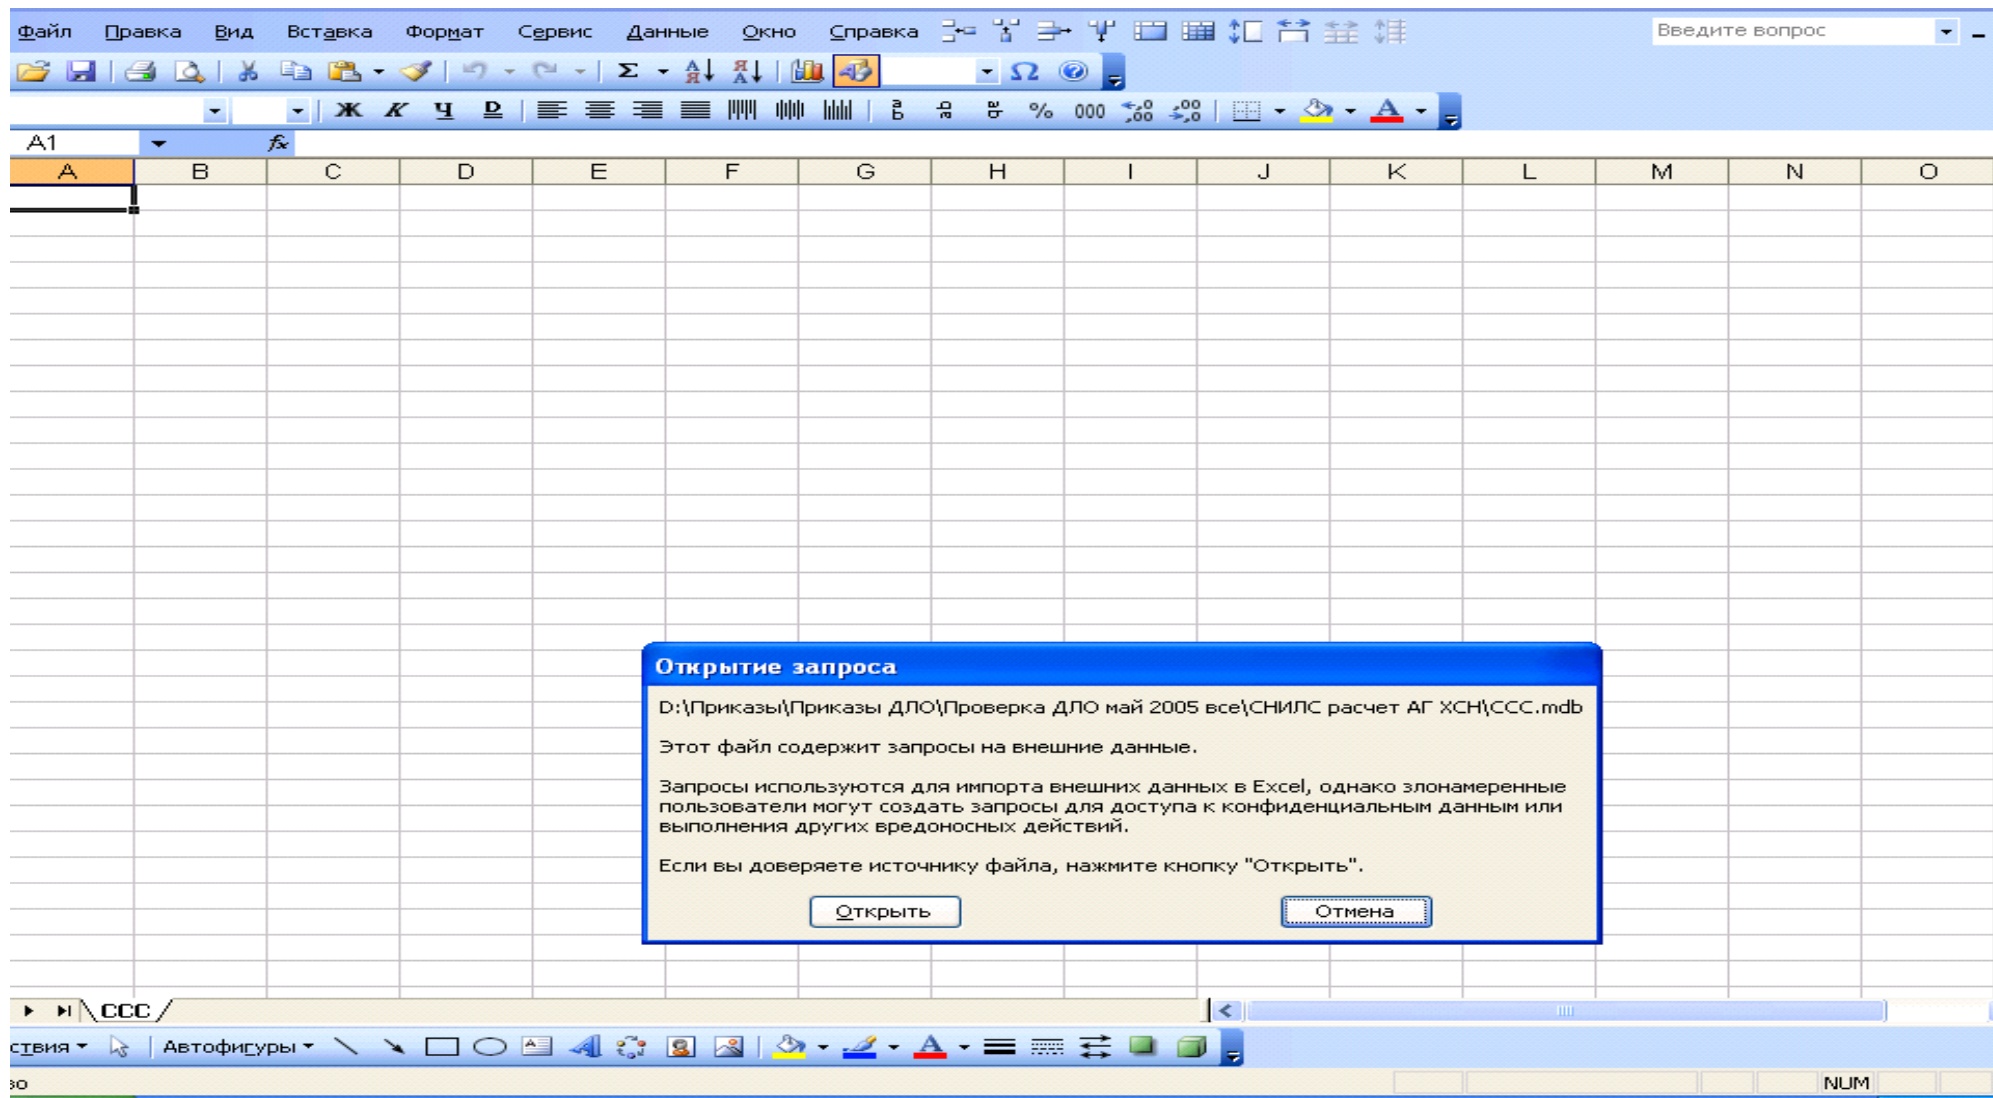 Файл Правка Вид Вставка Формат Сервис Данные Окно Справка Введите вопрос
Ж К Ч D % 000
A1 fx
A B C D E F G H I J K L M N O
Открытие запроса
D:\Приказы\Приказы ДЛО\Проверка ДЛО май 2005 все\СНИЛС расчет АГ ХСН\ССС.mdb
Этот файл содержит запросы на внешние данные.
Запросы используются для импорта внешних данных в Excel, однако злонамеренные
пользователи могут создать запросы для доступа к конфиденциальным данным или
выполнения других вредоносных действий.
Если вы доверяете источнику файла, нажмите кнопку "Открыть".
Открыть Отмена
ССС
ствия Автофигуры
во
NUM